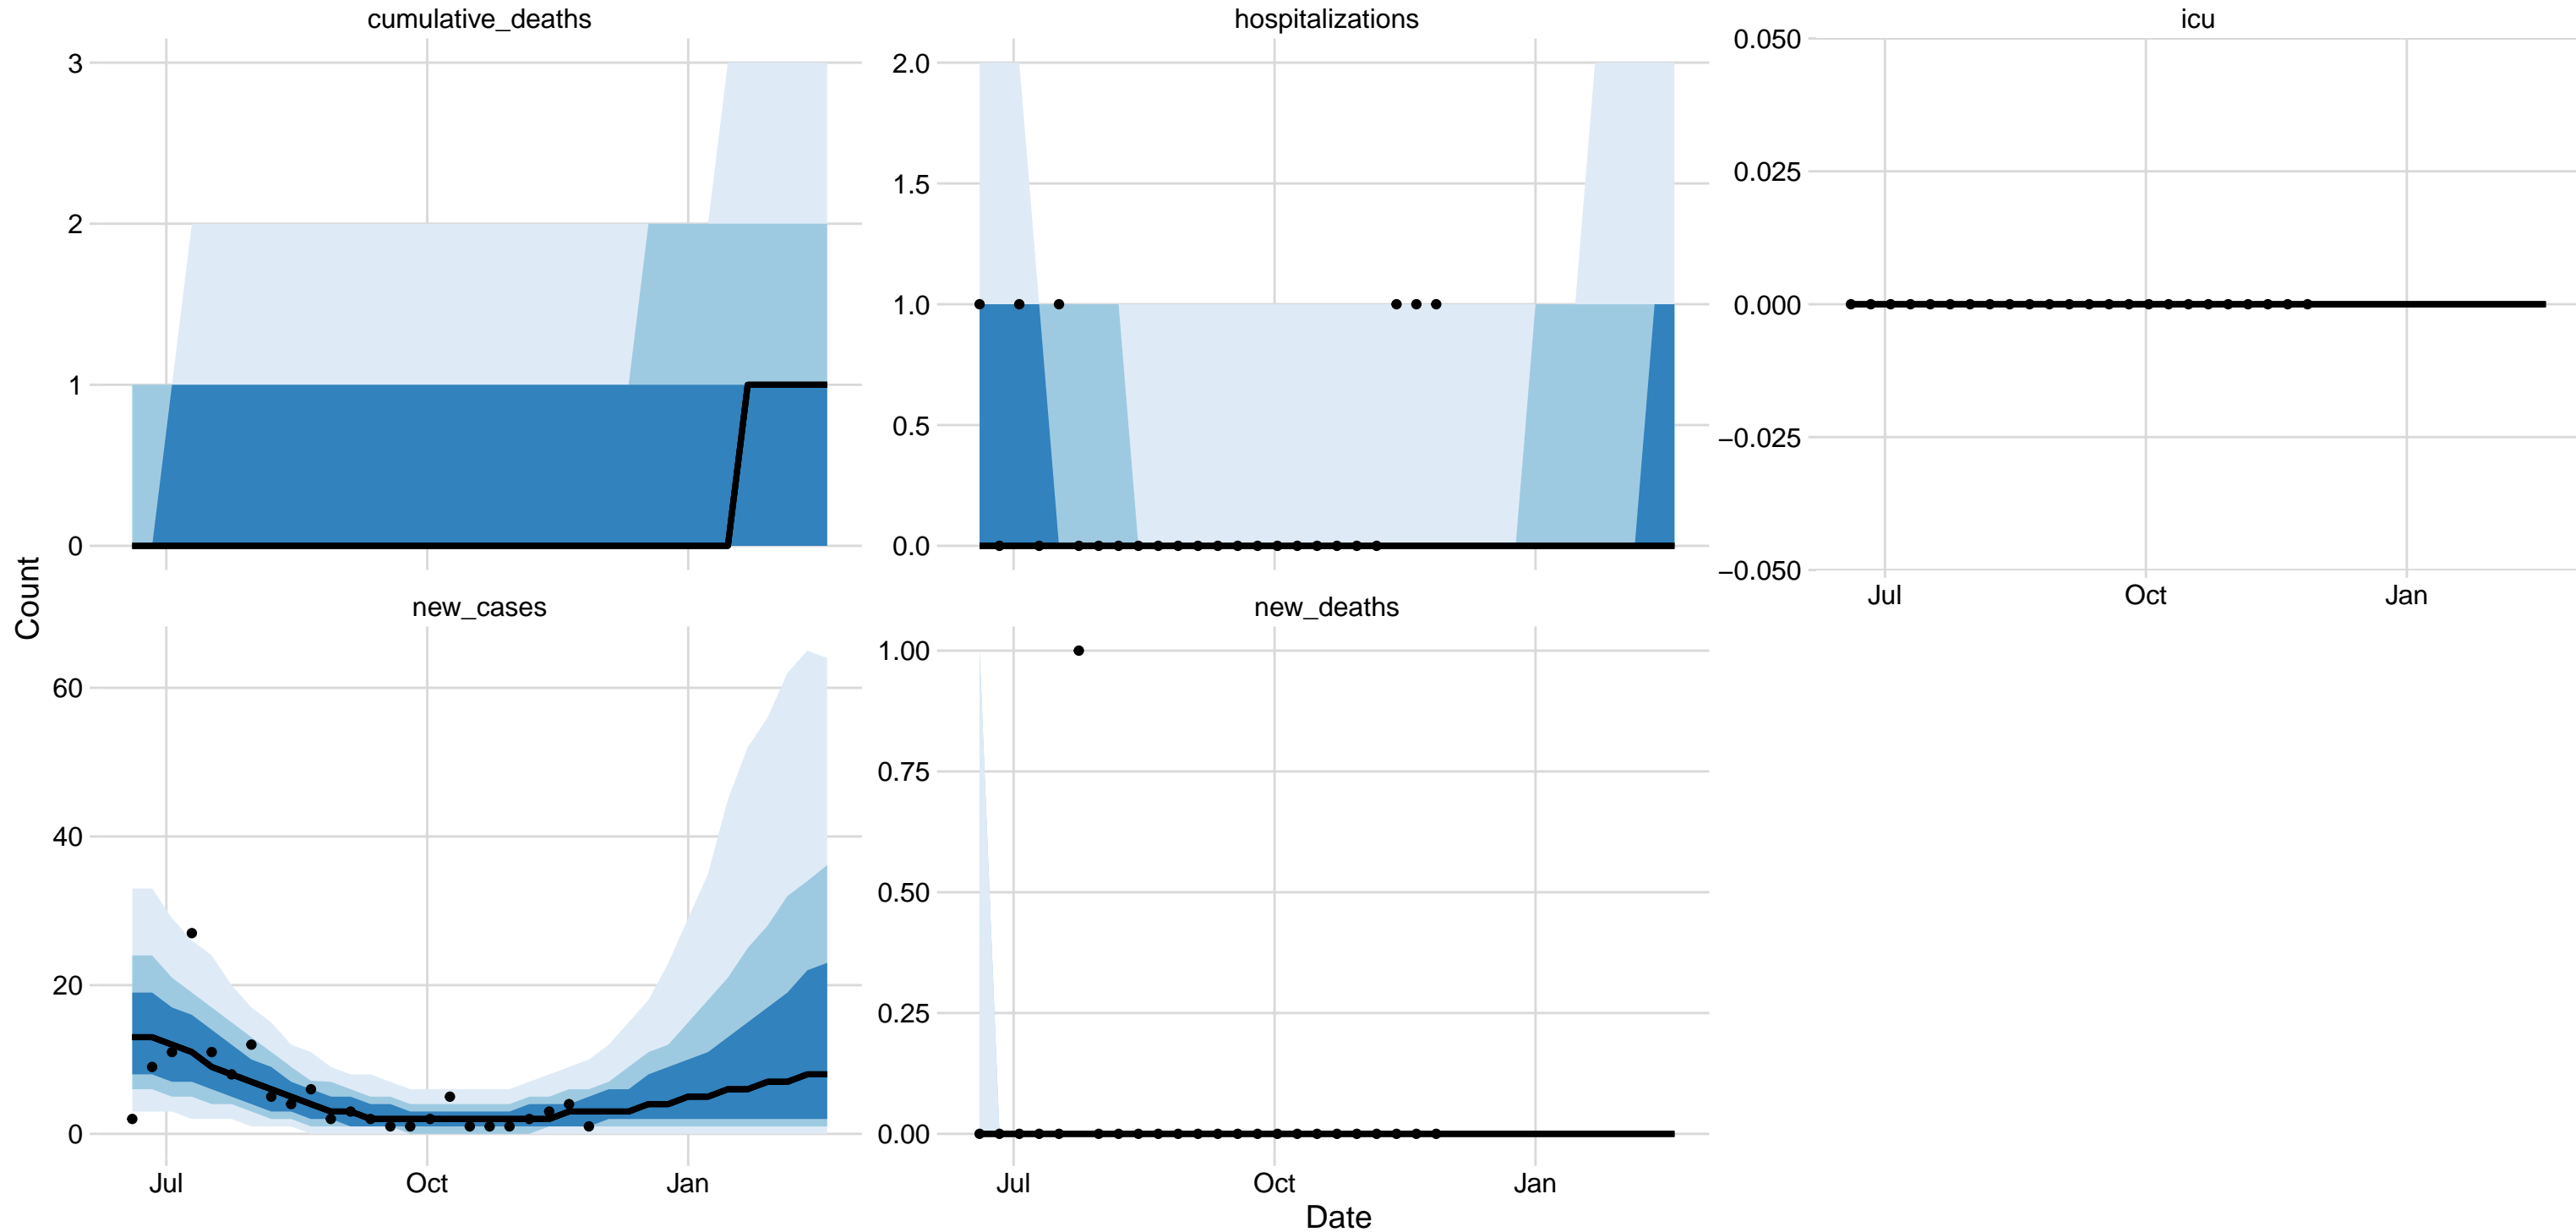 cumulative_deaths
3
2
1
0
hospitalizations
2.0
1.5
1.0
0.5
0.0
icu
0.050
0.025
0.000
−0.025
−0.050
Jul Oct Jan
Count
new_cases
60
40
20
0
Jul Oct Jan
new_deaths
1.00
0.75
0.50
0.25
0.00
Jul Oct Jan
Date